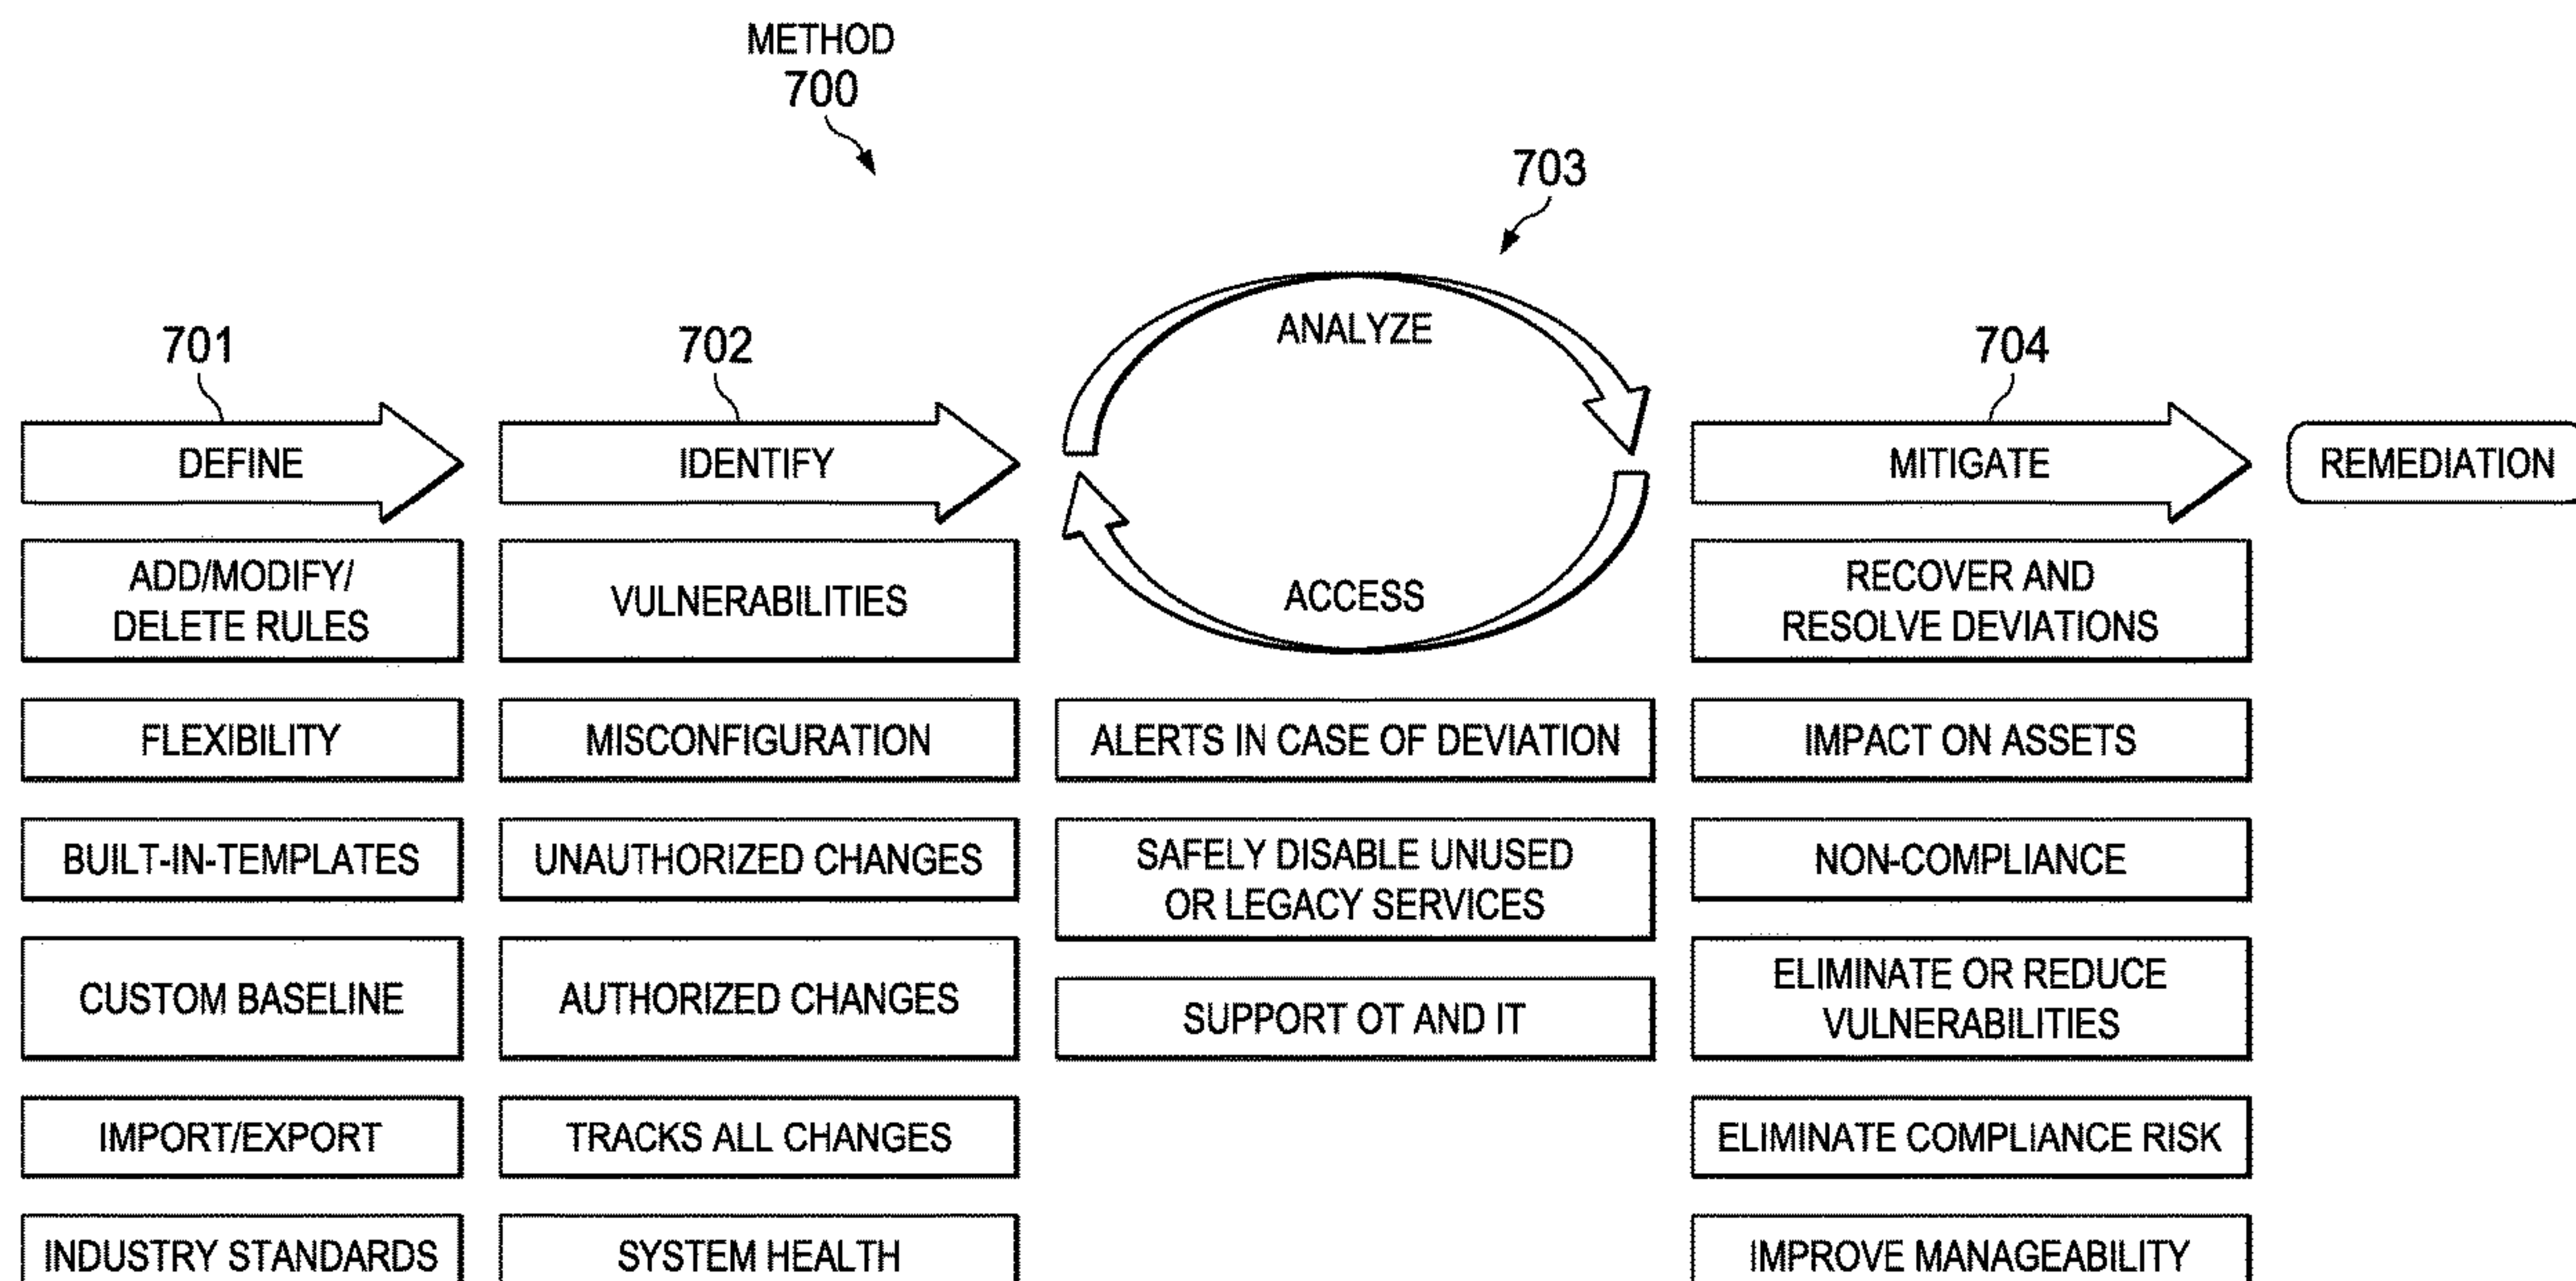 METHOD
700
703
701
702
704
ANALYZE
DEFINE
IDENTIFY
MITIGATE
REMEDIATION
ACCESS
ADD/MODIFY/
DELETE RULES
FLEXIBILITY
BUILT-IN-TEMPLATES
CUSTOM BASELINE
IMPORT/EXPORT
INDUSTRY STANDARDS
VULNERABILITIES
MISCONFIGURATION
UNAUTHORIZED CHANGES
AUTHORIZED CHANGES
TRACKS ALL CHANGES
SYSTEM HEALTH
ALERTS IN CASE OF DEVIATION
SAFELY DISABLE UNUSED
OR LEGACY SERVICES
SUPPORT OT AND IT
RECOVER AND
RESOLVE DEVIATIONS
IMPACT ON ASSETS
NON-COMPLIANCE
ELIMINATE OR REDUCE
VULNERABILITIES
ELIMINATE COMPLIANCE RISK
IMPROVE MANAGEABILITY